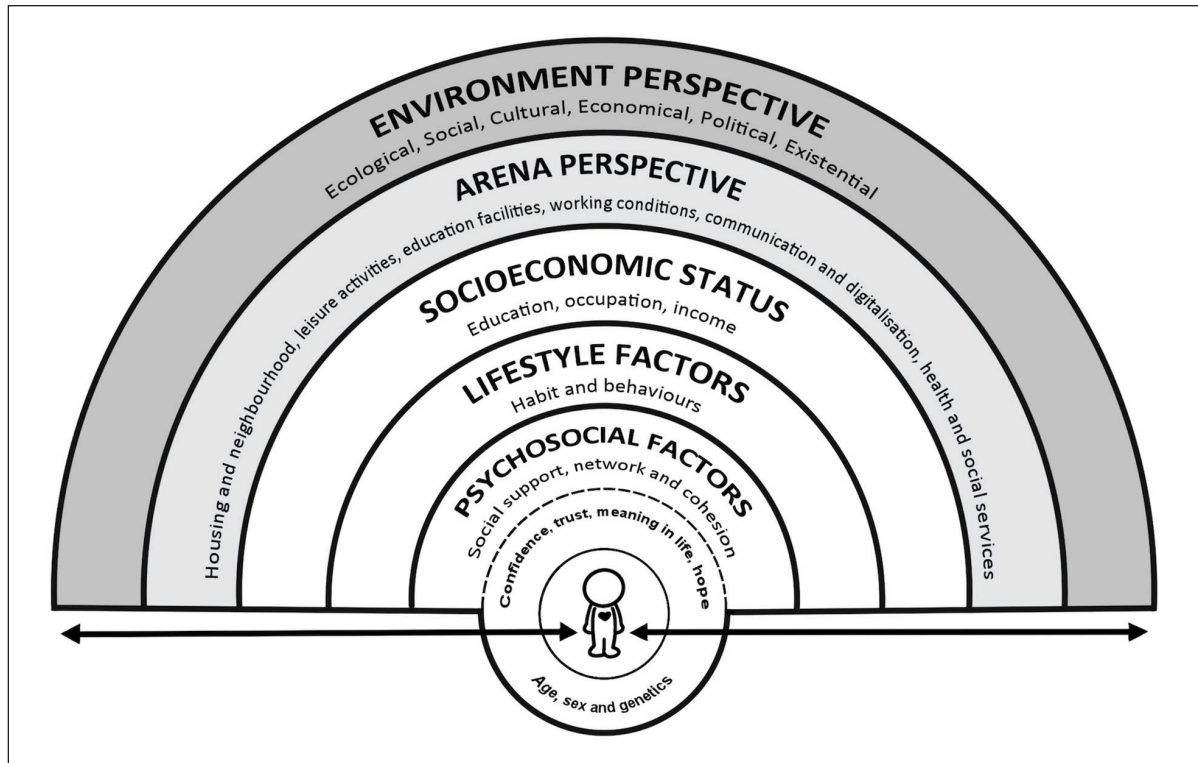 ENVIRONMENT PERSPECTIVE
Ecological, Social, Cultural, Economical, Political, Existential
ARENA PERSPECTIVE
Housing and neighbourhood, leisure activities, education facilities, working conditions, communication and digitalisation, health and social services
SOCIOECONOMIC STATUS
Education, occupation, income
LIFESTYLE FACTORS
Habit and behaviours
PSYCHOSOCIAL FACTORS
Social support, network and cohesion
Confidence, trust, meaning in life, hope
Age, sex and genetics